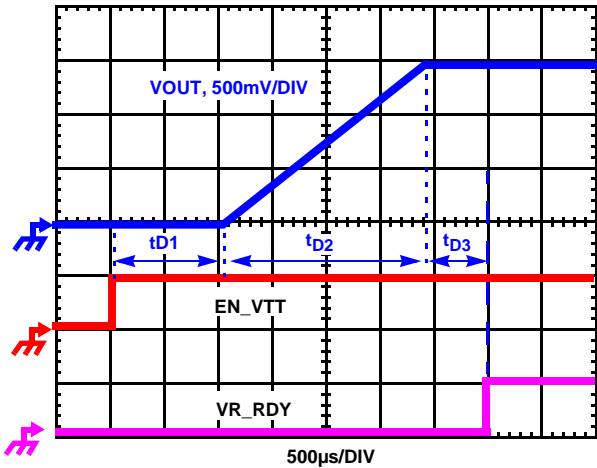 VOUT, 500mV/DIV
tD1
tD2
tD3
EN_VTT
VR_RDY
500µs/DIV